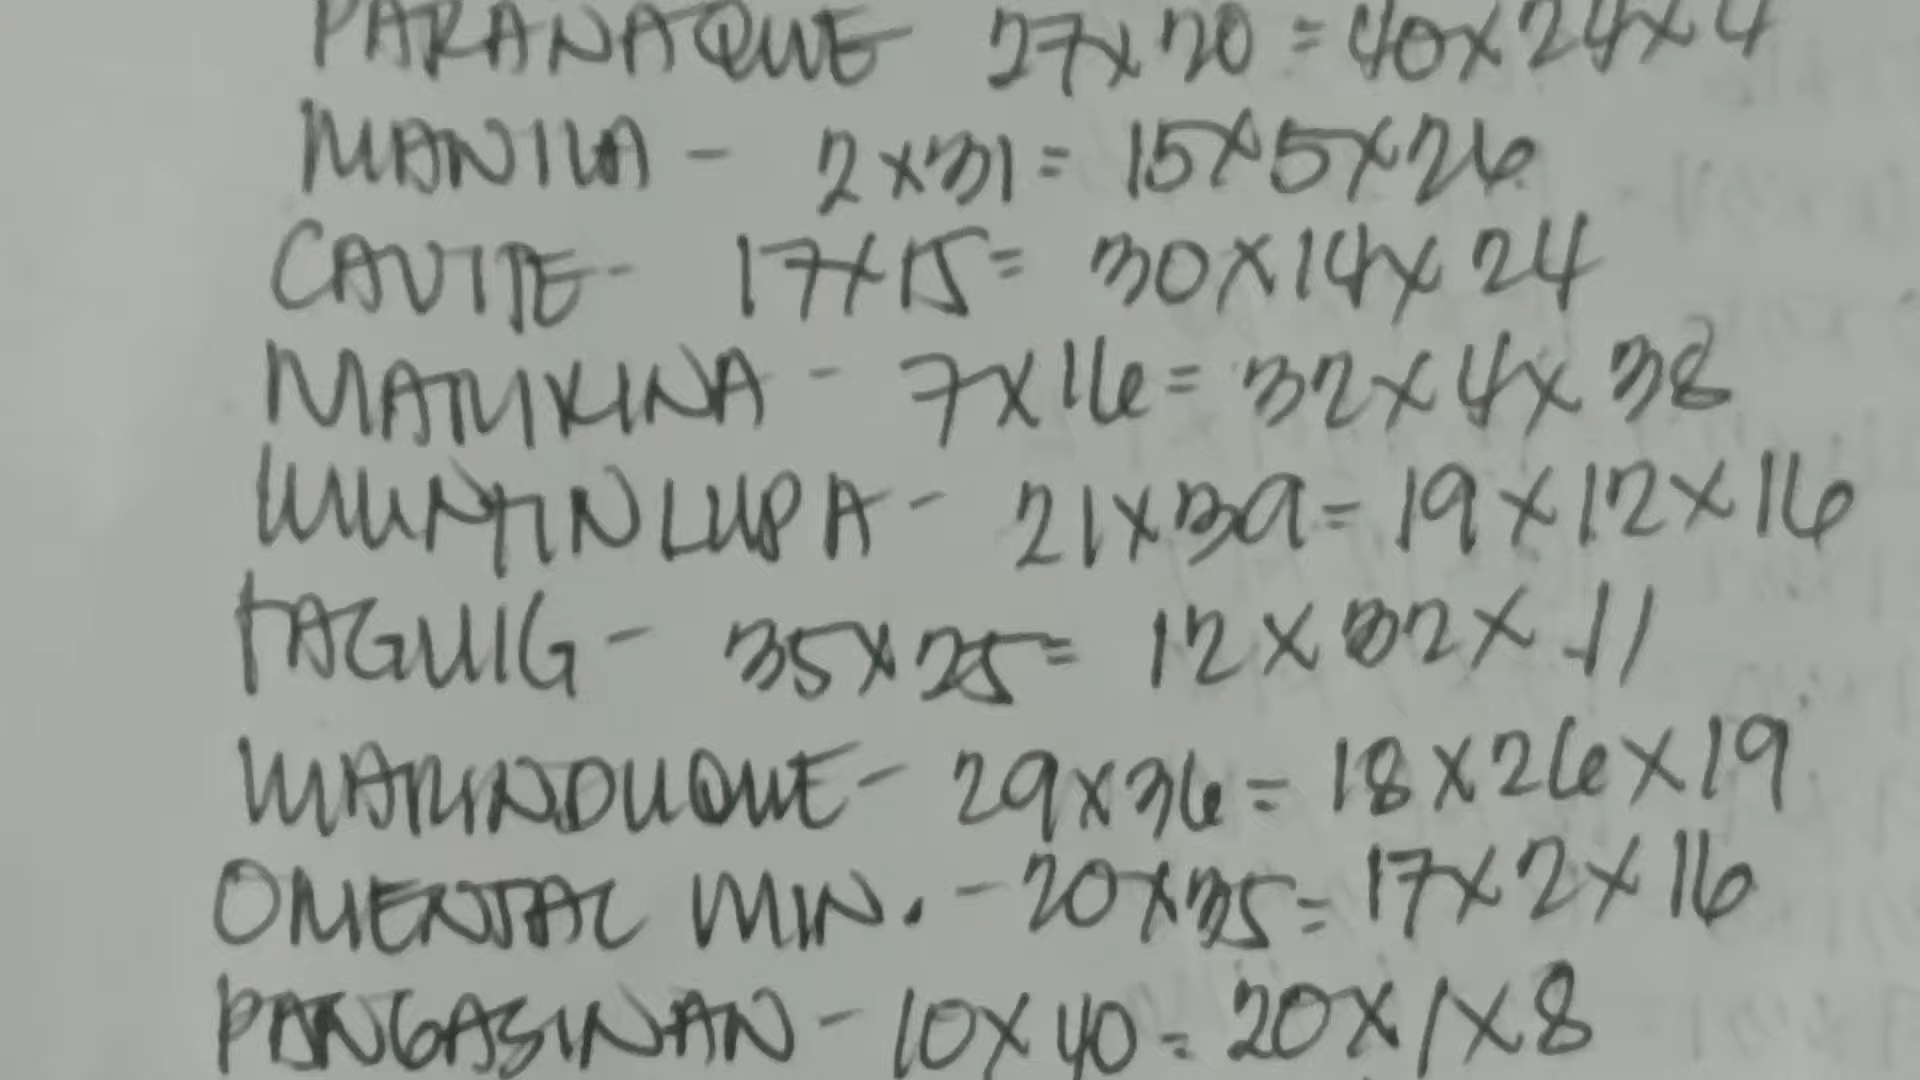 PARANAQUE - 27x20 = 40x24x4
MANILA - 2x31 = 15x5x26
CAVITE - 17x15 = 30x14x24
MARIKINA - 7x16 = 32x4x38
MUNTINLUPA - 21x39 = 19x12x16
TAGUIG - 35x25 = 12x32x11
MARINDUQUE - 29x36 = 18x26x19
ORIENTAL MIN. - 20x35 = 17x2x16
PANGASINAN - 10x40 = 20x1x8